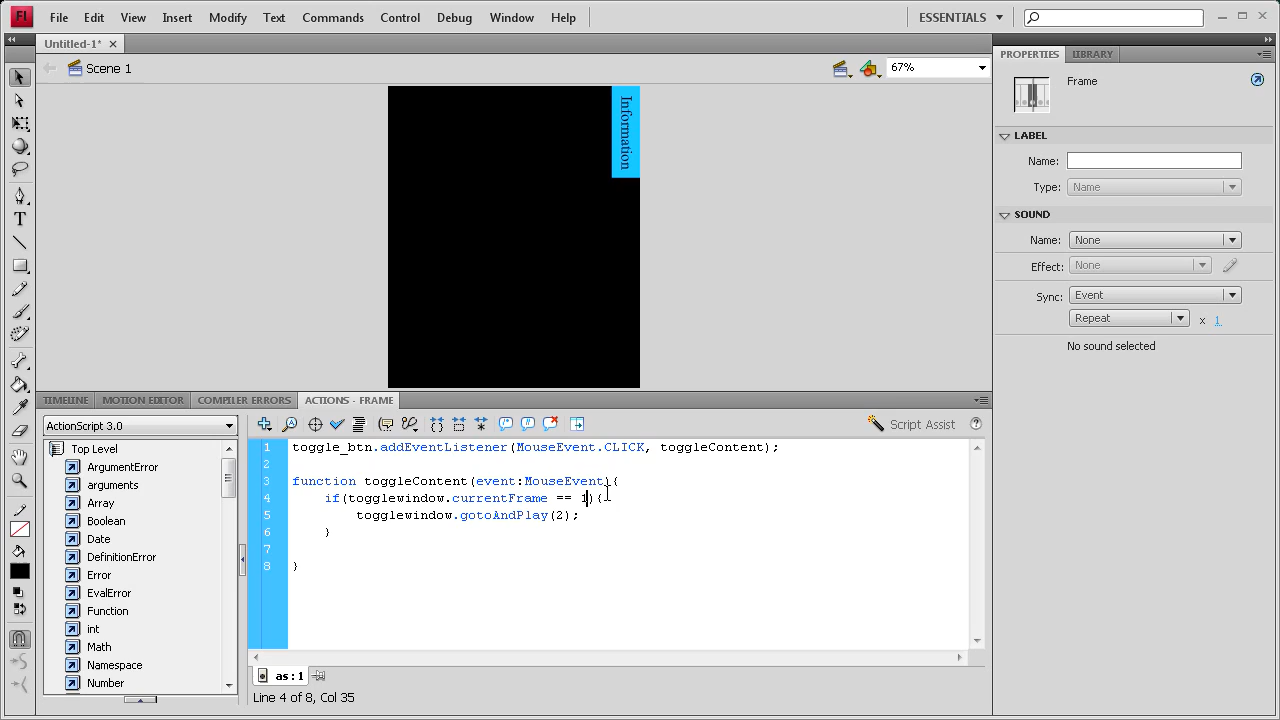 Fl File Edit View Insert Modify Text Commands Control Debug Window Help ESSENTIALS
Untitled-1*
Scene 1 67%
Information
TIMELINE MOTION EDITOR COMPILER ERRORS ACTIONS - FRAME
ActionScript 3.0
Script Assist
Top Level
ArgumentError
arguments
Array
Boolean
Date
DefinitionError
Error
EvalError
Function
int
Math
Namespace
Number
1 toggle_btn.addEventListener(MouseEvent.CLICK, toggleContent);
2
3 function toggleContent(event:MouseEvent){
4 if(togglewindow.currentFrame == 1){
5 togglewindow.gotoAndPlay(2);
6 }
7
8 }
as:1
Line 4 of 8, Col 35
PROPERTIES LIBRARY
Frame
LABEL
Name:
Type: Name
SOUND
Name: None
Effect: None
Sync: Event
Repeat x 1
No sound selected